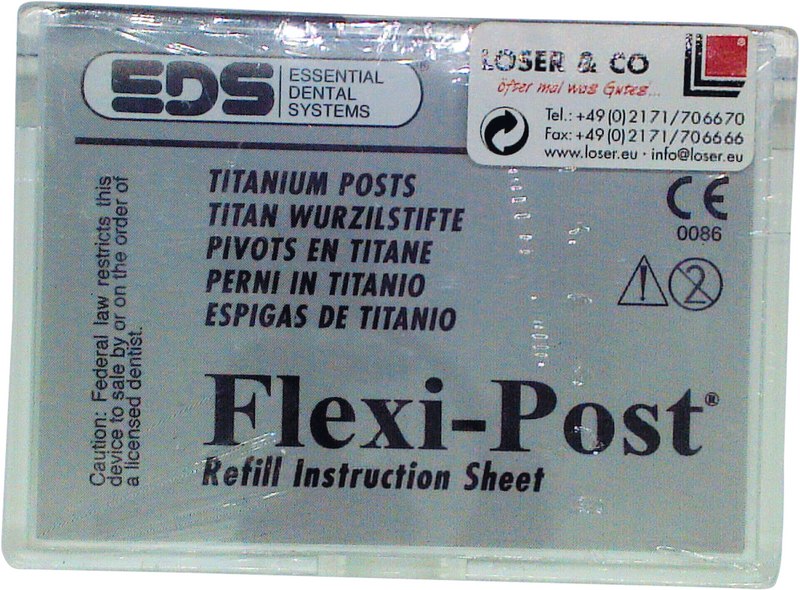 EDS
ESSENTIAL
DENTAL
SYSTEMS
®
LOSER & CO
öfter mal was Gutes...
®
Tel.: +49(0)2171/706670
Fax: +49(0)2171/706666
www.loser.eu · info@loser.eu
TITANIUM POSTS
TITAN WURZILSTIFTE
PIVOTS EN TITANE
PERNI IN TITANIO
ESPIGAS DE TITANIO
CE
0086
2
Caution: Federal law restricts this
device to sale by or on the order of
a licensed dentist.
Flexi-Post®
Refill Instruction Sheet